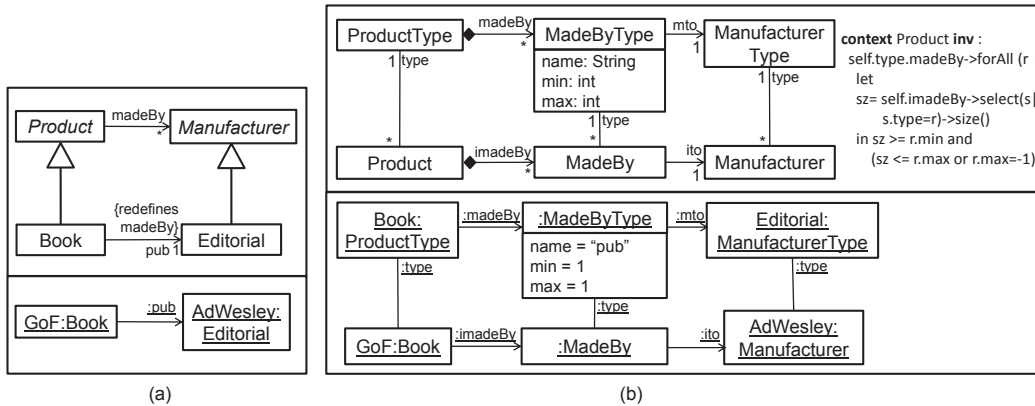 Product
madeBy
*
Manufacturer
{redefines
madeBy}
Book
pub 1
Editorial
:pub
GoF:Book
AdWesley:
Editorial
(a)
ProductType
madeBy
*
MadeByType
name: String
min: int
max: int
mto
1
Manufacturer
Type
1 type
1 type
1 type
*
*
*
Product
imadeBy
*
MadeBy
ito
1
Manufacturer
context Product inv :
self.type.madeBy->forAll (r
let
sz= self.imadeBy->select(s|
s.type=r)->size()
in sz >= r.min and
(sz <= r.max or r.max=-1)
Book:
ProductType
:madeBy
:MadeByType
name = “pub”
min = 1
max = 1
:mto
Editorial:
ManufacturerType
:type
:type
:type
GoF:Book
:imadeBy
:MadeBy
:ito
AdWesley:
Manufacturer
(b)